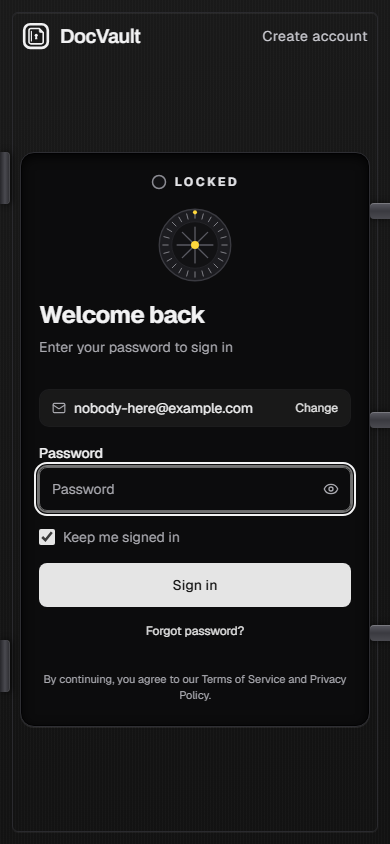 DocVault
Create account
LOCKED
Welcome back
Enter your password to sign in
nobody-here@example.com
Change
Password
Password
Keep me signed in
Sign in
Forgot password?
By continuing, you agree to our Terms of Service and Privacy
Policy.